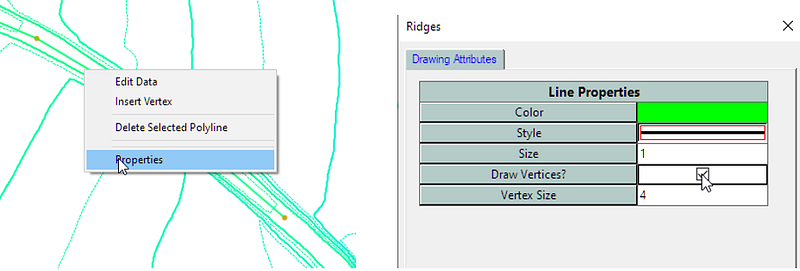 Edit Data
Insert Vertex
Delete Selected Polyline
Properties
Ridges
Drawing Attributes
Line Properties
Color
Style
Size 1
Draw Vertices?
Vertex Size 4